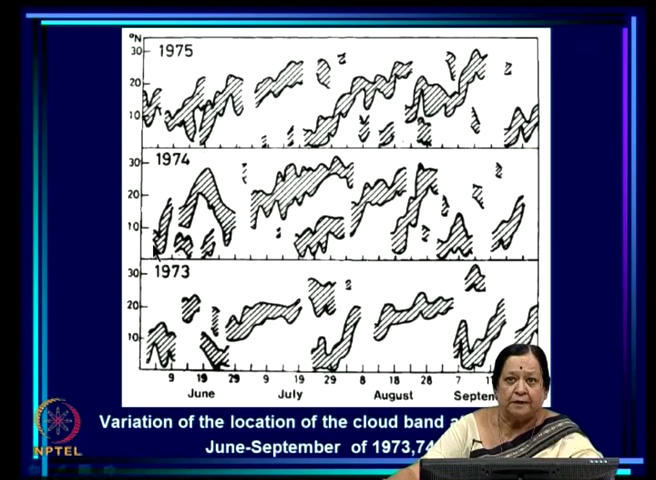 °N
1975
30
20
10
1974
30
20
10
1973
30
20
10
9 19 29 9 19 29 8 18 28 7
June July August
NPTEL
Variation of the location of the cloud band
June-September of 1973,74